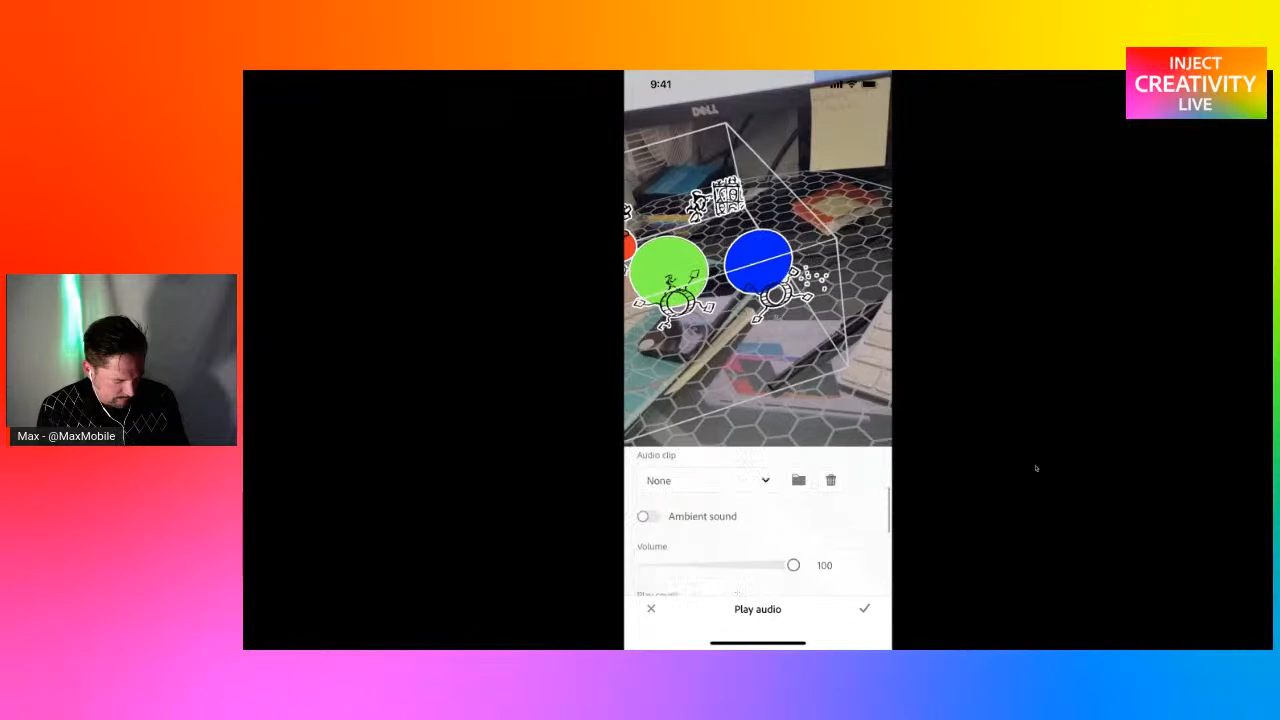 INJECT
CREATIVITY
LIVE
9:41
DELL
Max - @MaxMobile
Audio clip
None
Ambient sound
Volume
100
Play audio